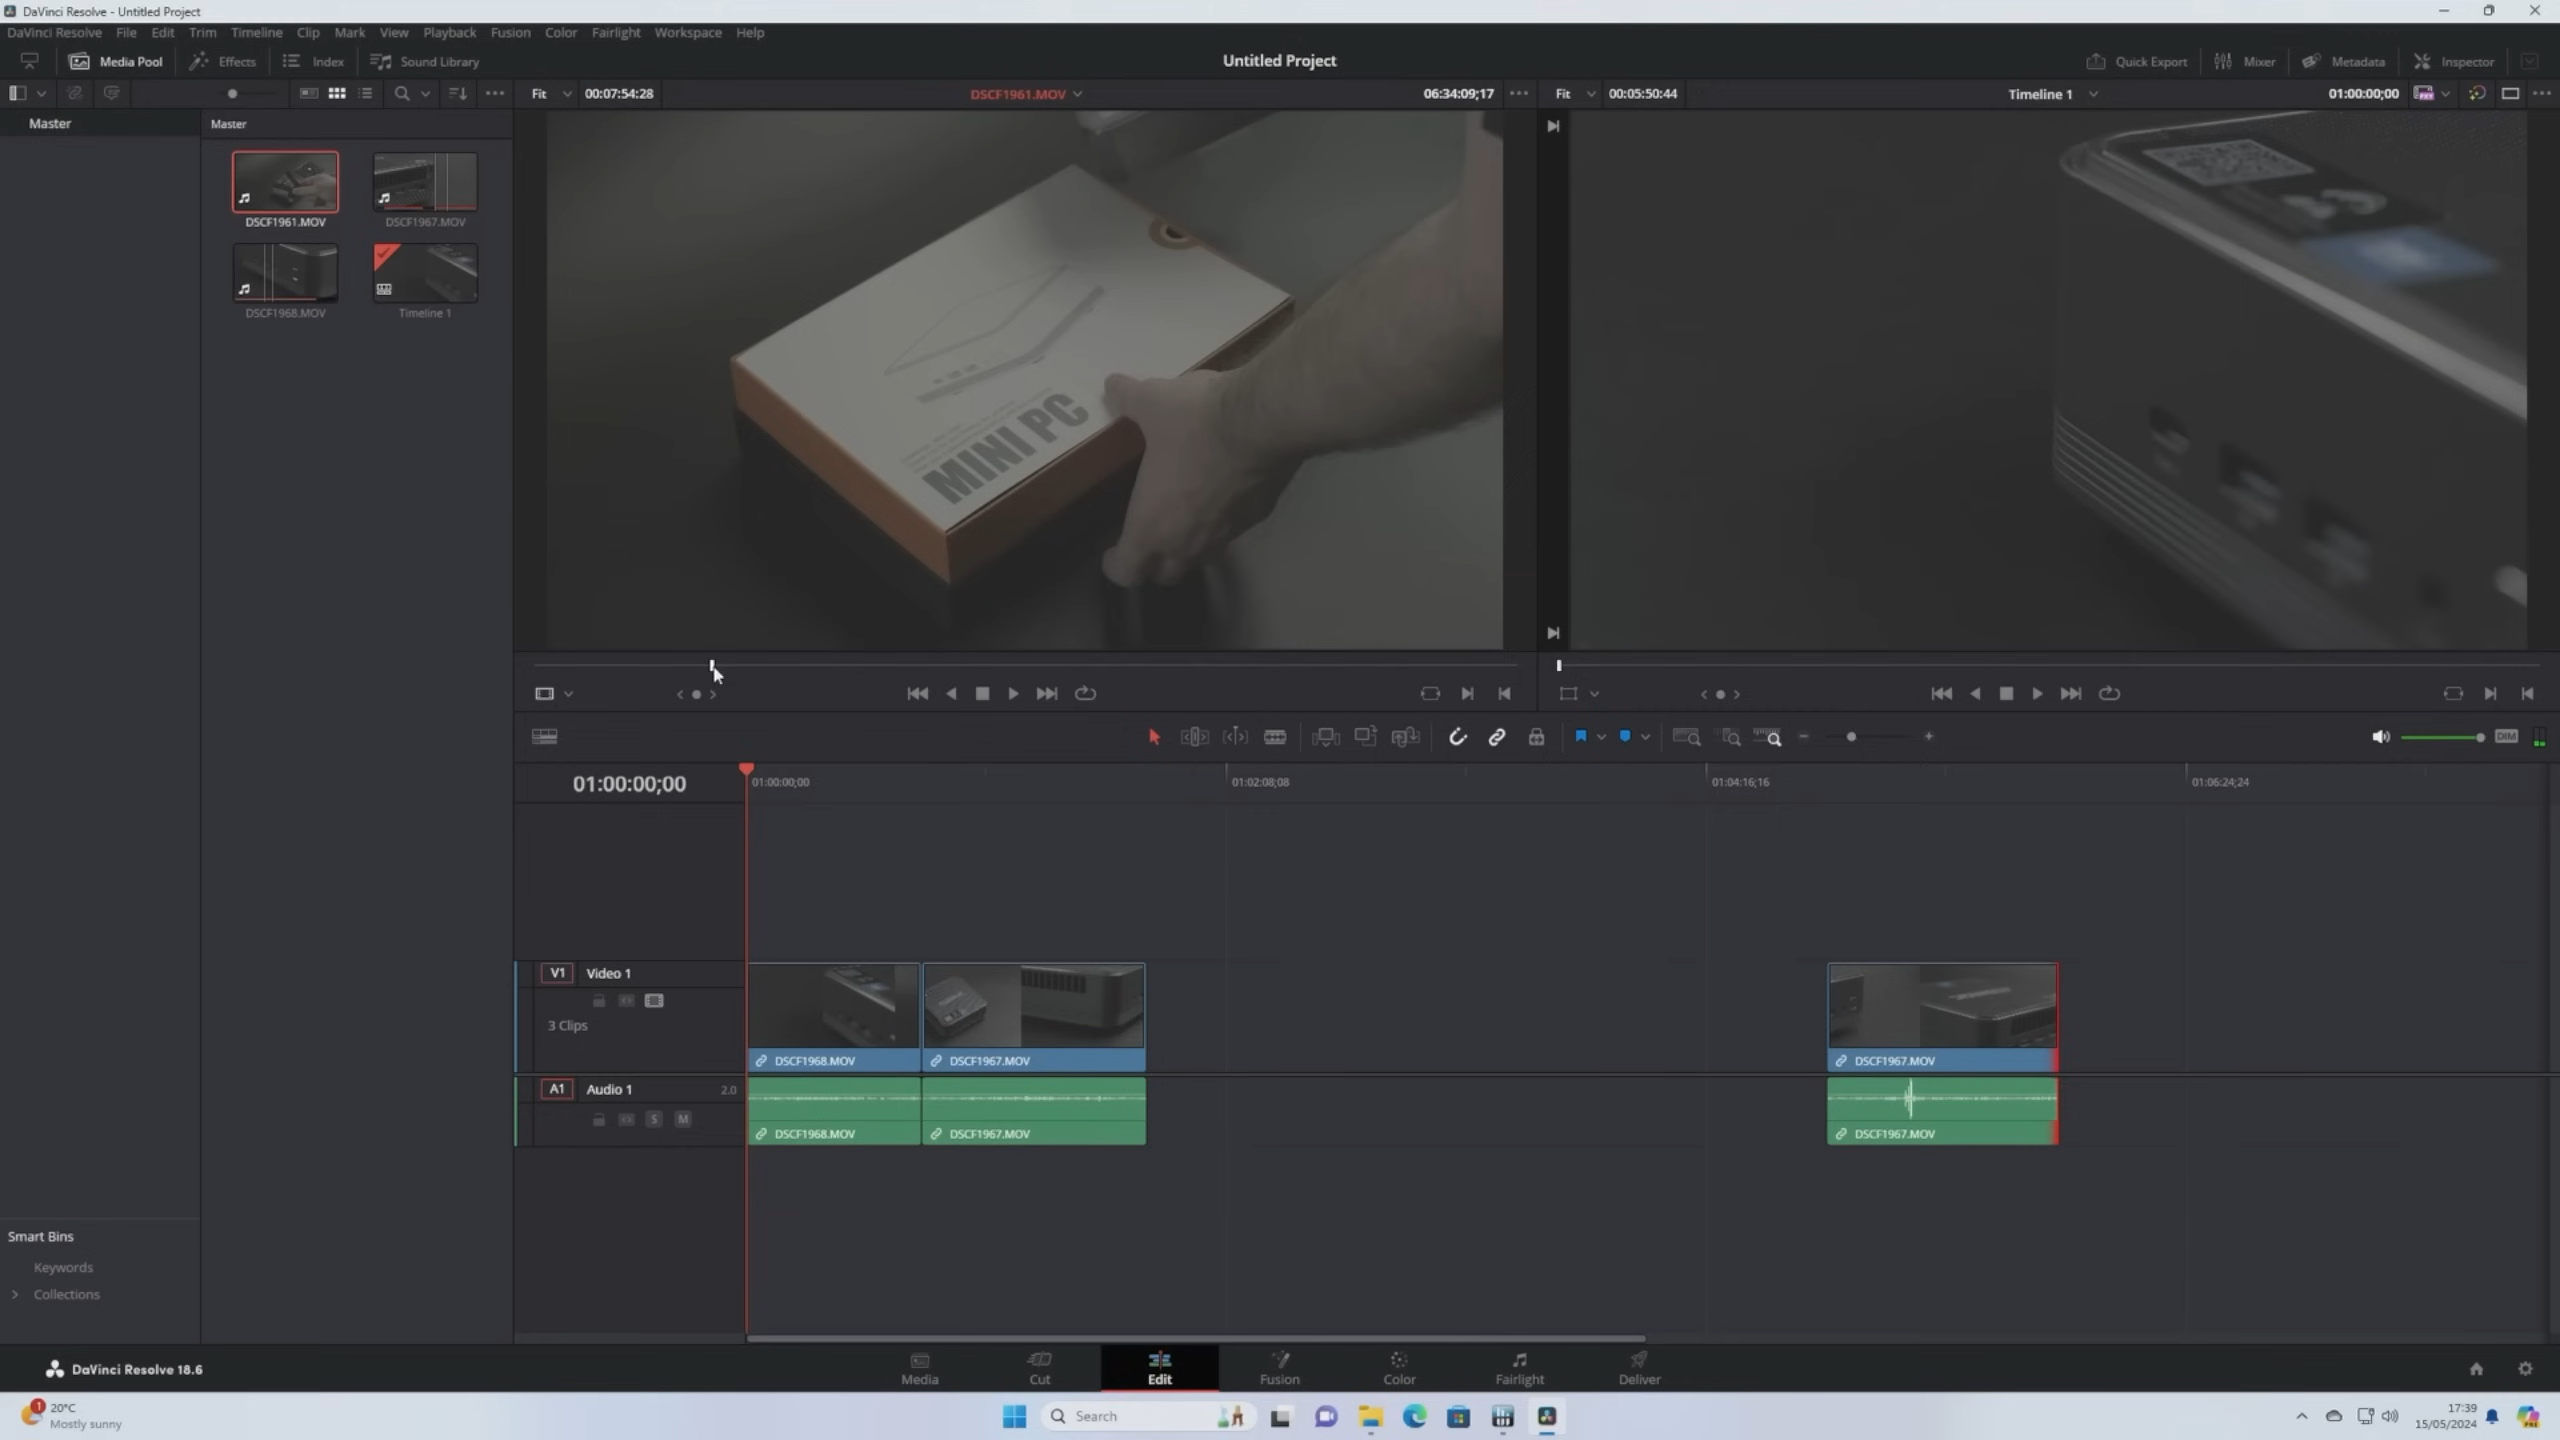 DaVinci Resolve - Untitled Project
DaVinci Resolve File Edit Trim Timeline Clip Mark View Playback Fusion Color Fairlight Workspace Help
Media Pool Effects Index Sound Library Untitled Project Quick Export Mixer Metadata Inspector
Fit 00:07:54:28 DSCF1961.MOV 06:34:09;17 Fit 00:05:50:44 Timeline 1 01:00:00;00
Master Master
DSCF1961.MOV DSCF1967.MOV
DSCF1968.MOV Timeline 1
MINI PC
DIM
01:00:00;00 01:00:00;00 01:02:08;08 01:04:16;16 01:06:24;24
V1 Video 1
3 Clips
DSCF1968.MOV DSCF1967.MOV DSCF1967.MOV
A1 Audio 1 2.0
S M
DSCF1968.MOV DSCF1967.MOV DSCF1967.MOV
Smart Bins
Keywords
Collections
DaVinci Resolve 18.6
Media Cut Edit Fusion Color Fairlight Deliver
1
20°C
Mostly sunny
Search
17:39
15/05/2024